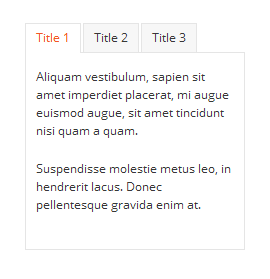 Title 1 Title 2 Title 3
Aliquam vestibulum, sapien sit
amet imperdiet placerat, mi augue
euismod augue, sit amet tincidunt
nisi quam a quam.
Suspendisse molestie metus leo, in
hendrerit lacus. Donec
pellentesque gravida enim at.